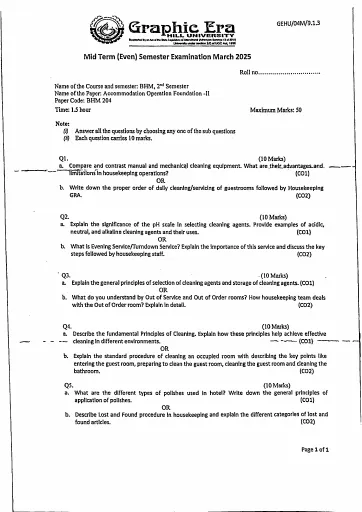 GEHU/04M/9.1.3
Graphic Era
HILL UNIVERSITY
Mid Term (Even) Semester Examination March 2025
Roll no..............................
Name of the Course and semester: BHM, 2nd Semester
Name of the Paper: Accommodation Operation Foundation -II
Paper Code: BHM 204
Time: 1.5 hour Maximum Marks: 50
Note:
(i) Answer all the questions by choosing any one of the sub questions
(ii) Each question carries 10 marks.
Q1. (10 Marks)
a. Compare and contrast manual and mechanical cleaning equipment. What are their advantages and
limitations in housekeeping operations? (CO1)
OR
b. Write down the proper order of daily cleaning/servicing of guestrooms followed by Housekeeping
GRA. (CO2)
Q2. (10 Marks)
a. Explain the significance of the pH scale in selecting cleaning agents. Provide examples of acidic,
neutral, and alkaline cleaning agents and their uses. (CO1)
OR
b. What is Evening Service/Turndown Service? Explain the importance of this service and discuss the key
steps followed by housekeeping staff. (CO2)
Q3. (10 Marks)
a. Explain the general principles of selection of cleaning agents and storage of cleaning agents. (CO1)
OR
b. What do you understand by Out of Service and Out of Order rooms? How housekeeping team deals
with the Out of Order room? Explain in detail. (CO2)
Q4. (10 Marks)
a. Describe the fundamental Principles of Cleaning. Explain how these principles help achieve effective
cleaning in different environments. (CO1)
OR
b. Explain the standard procedure of cleaning an occupied room with describing the key points like
entering the guest room, preparing to clean the guest room, cleaning the guest room and cleaning the
bathroom. (CO2)
Q5. (10 Marks)
a. What are the different types of polishes used in hotel? Write down the general principles of
application of polishes. (CO1)
OR
b. Describe Lost and Found procedure in housekeeping and explain the different categories of lost and
found articles. (CO2)
Page 1 of 1